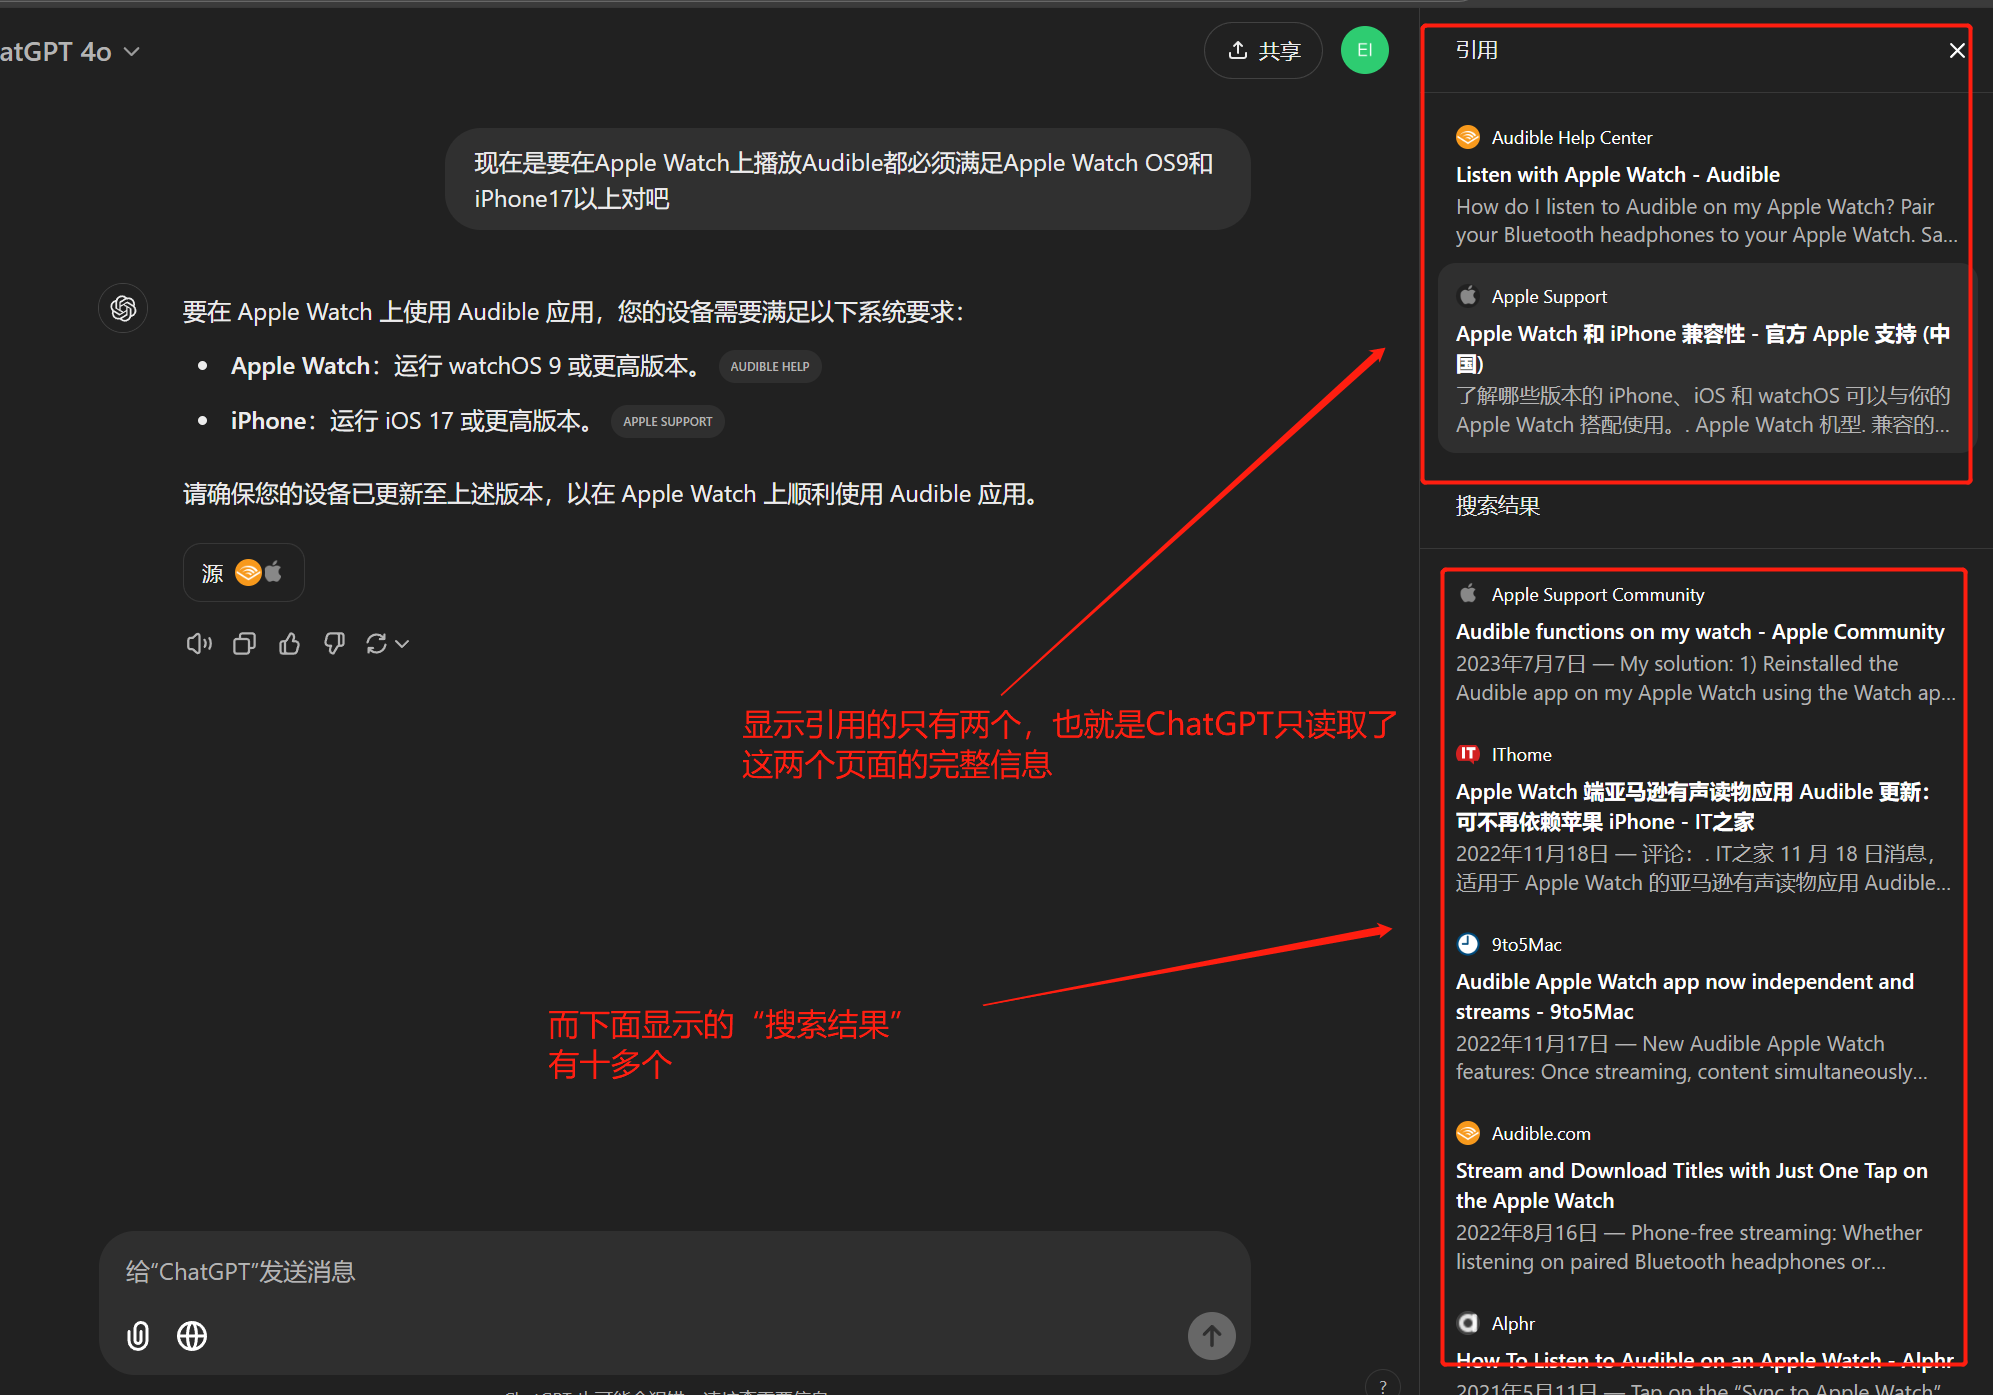 atGPT 4o
共享
EI
现在是要在Apple Watch上播放Audible都必须满足Apple Watch OS9和
iPhone17以上对吧
要在 Apple Watch 上使用 Audible 应用，您的设备需要满足以下系统要求：
Apple Watch：运行 watchOS 9 或更高版本。 AUDIBLE HELP
iPhone：运行 iOS 17 或更高版本。 APPLE SUPPORT
请确保您的设备已更新至上述版本，以在 Apple Watch 上顺利使用 Audible 应用。
源
显示引用的只有两个，也就是ChatGPT只读取了
这两个页面的完整信息
而下面显示的“搜索结果”
有十多个
给“ChatGPT”发送消息
?
引用
Audible Help Center
Listen with Apple Watch - Audible
How do I listen to Audible on my Apple Watch? Pair
your Bluetooth headphones to your Apple Watch. Sa...
Apple Support
Apple Watch 和 iPhone 兼容性 - 官方 Apple 支持 (中
国)
了解哪些版本的 iPhone、iOS 和 watchOS 可以与你的
Apple Watch 搭配使用。. Apple Watch 机型. 兼容的...
搜索结果
Apple Support Community
Audible functions on my watch - Apple Community
2023年7月7日 — My solution: 1) Reinstalled the
Audible app on my Apple Watch using the Watch ap...
IT IThome
Apple Watch 端亚马逊有声读物应用 Audible 更新：
可不再依赖苹果 iPhone - IT之家
2022年11月18日 — 评论：. IT之家 11 月 18 日消息，
适用于 Apple Watch 的亚马逊有声读物应用 Audible...
9to5Mac
Audible Apple Watch app now independent and
streams - 9to5Mac
2022年11月17日 — New Audible Apple Watch
features: Once streaming, content simultaneously...
Audible.com
Stream and Download Titles with Just One Tap on
the Apple Watch
2022年8月16日 — Phone-free streaming: Whether
listening on paired Bluetooth headphones or...
a Alphr
How To Listen to Audible on an Apple Watch - Alphr
2021年5月11日 — Tap on the “Sync to Apple Watch”